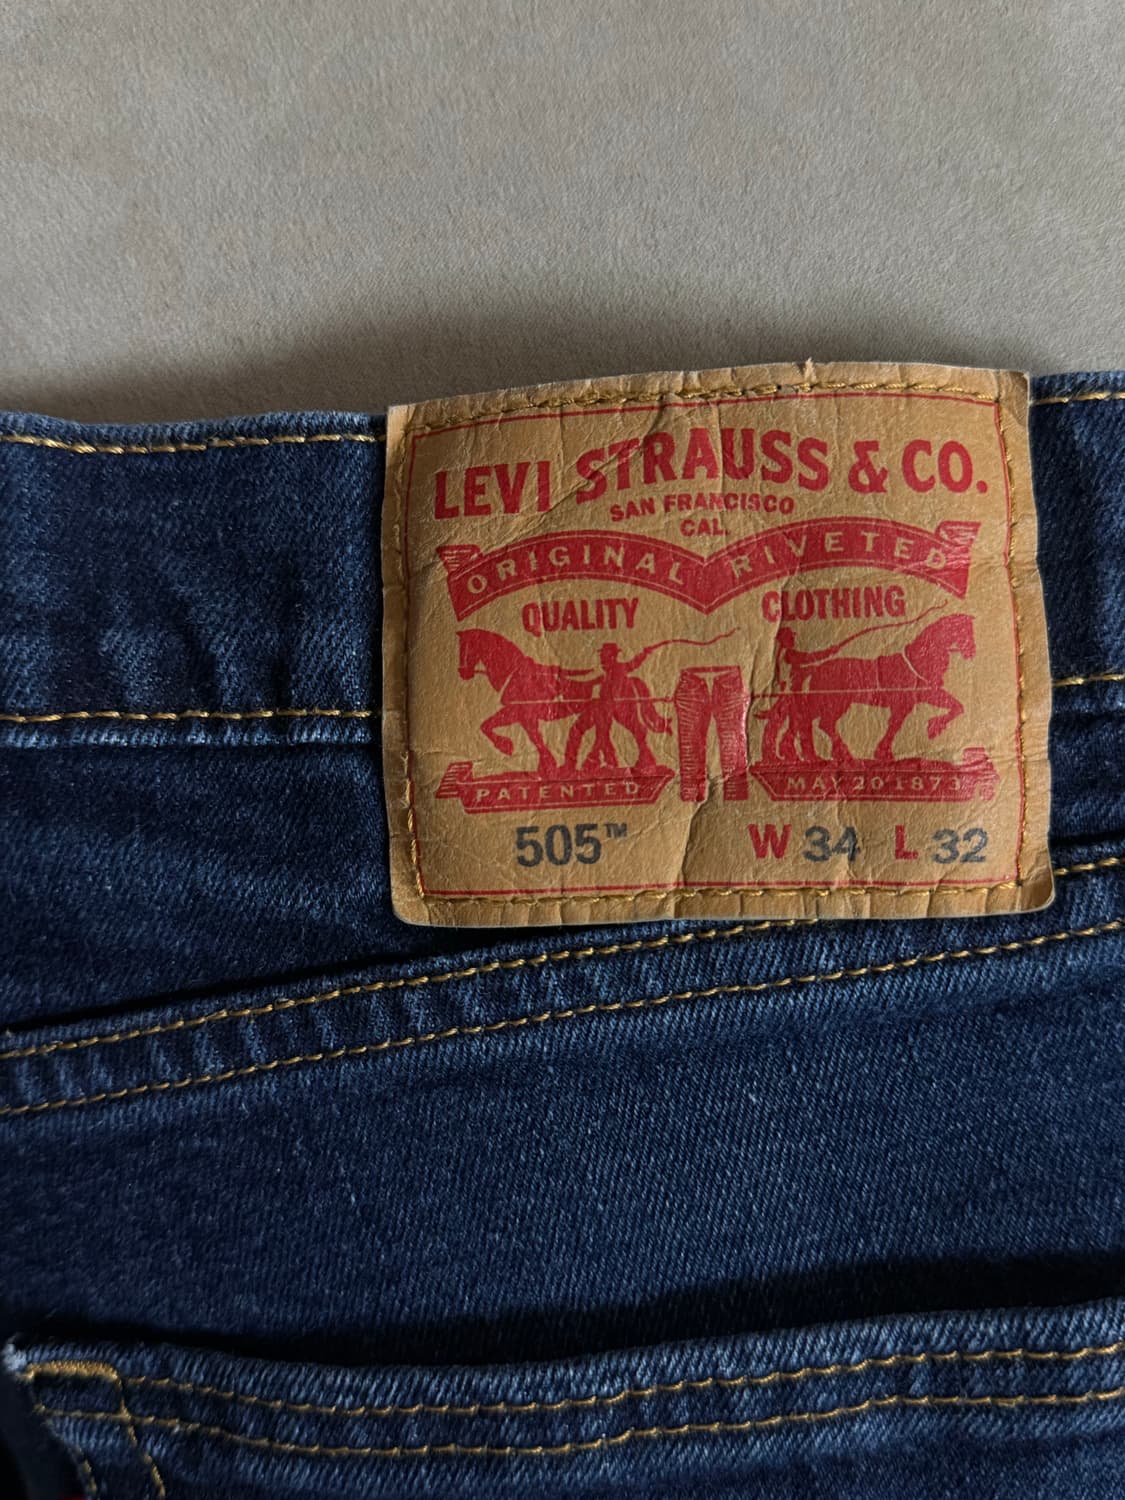 LEVI STRAUSS & CO.
SAN FRANCISCO
CAL.
ORIGINAL RIVETED
QUALITY CLOTHING
PATENTED MAY 20 1873
505™ W 34 L 32